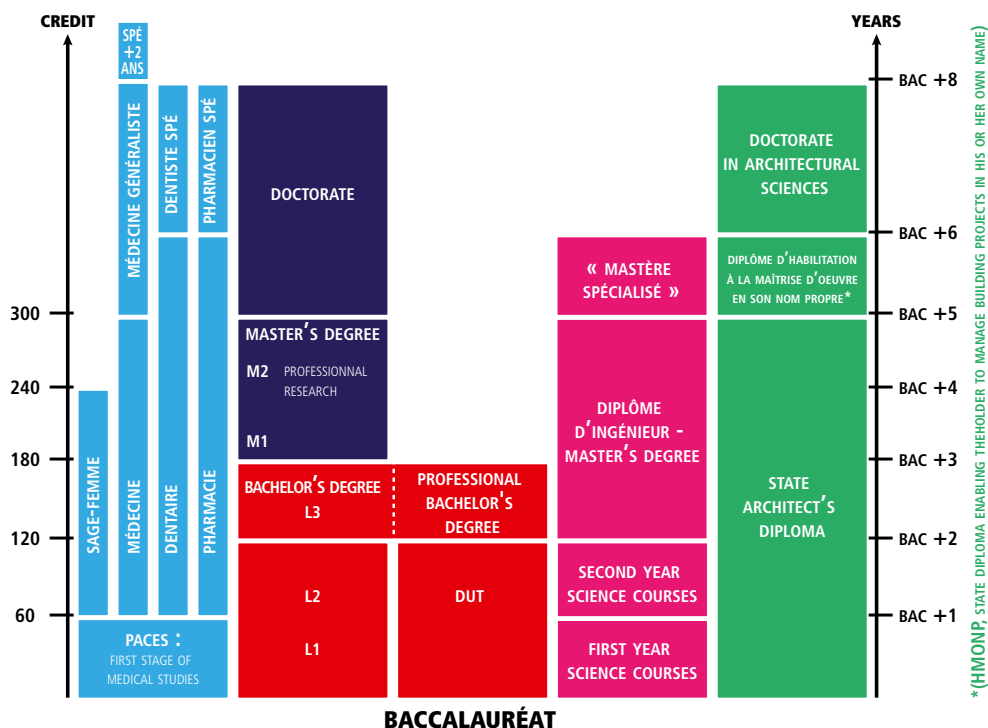 CREDIT
YEARS
SPÉ
+2
ANS
MÉDECINE GÉNÉRALISTE
DENTISTE SPÉ
PHARMACIEN SPÉ
DOCTORATE
DOCTORATE
IN ARCHITECTURAL
SCIENCES
BAC +8
BAC +6
« MASTÈRE
SPÉCIALISÉ »
DIPLÔME D'HABILITATION
À LA MAÎTRISE D'OEUVRE
EN SON NOM PROPRE*
300
BAC +5
MASTER'S DEGREE
M2 PROFESSIONNAL
RESEARCH
M1
240
BAC +4
DIPLÔME
D'INGÉNIEUR -
MASTER'S DEGREE
180
BAC +3
SAGE-FEMME
MÉDECINE
DENTAIRE
PHARMACIE
BACHELOR'S DEGREE
L3
PROFESSIONAL
BACHELOR'S
DEGREE
STATE
ARCHITECT'S
DIPLOMA
120
BAC +2
L2
DUT
SECOND YEAR
SCIENCE COURSES
60
BAC +1
PACES :
FIRST STAGE OF
MEDICAL STUDIES
L1
FIRST YEAR
SCIENCE COURSES
BACCALAURÉAT
*(HMONP, STATE DIPLOMA ENABLING THEHOLDER TO MANAGE BUILDING PROJECTS IN HIS OR HER OWN NAME)